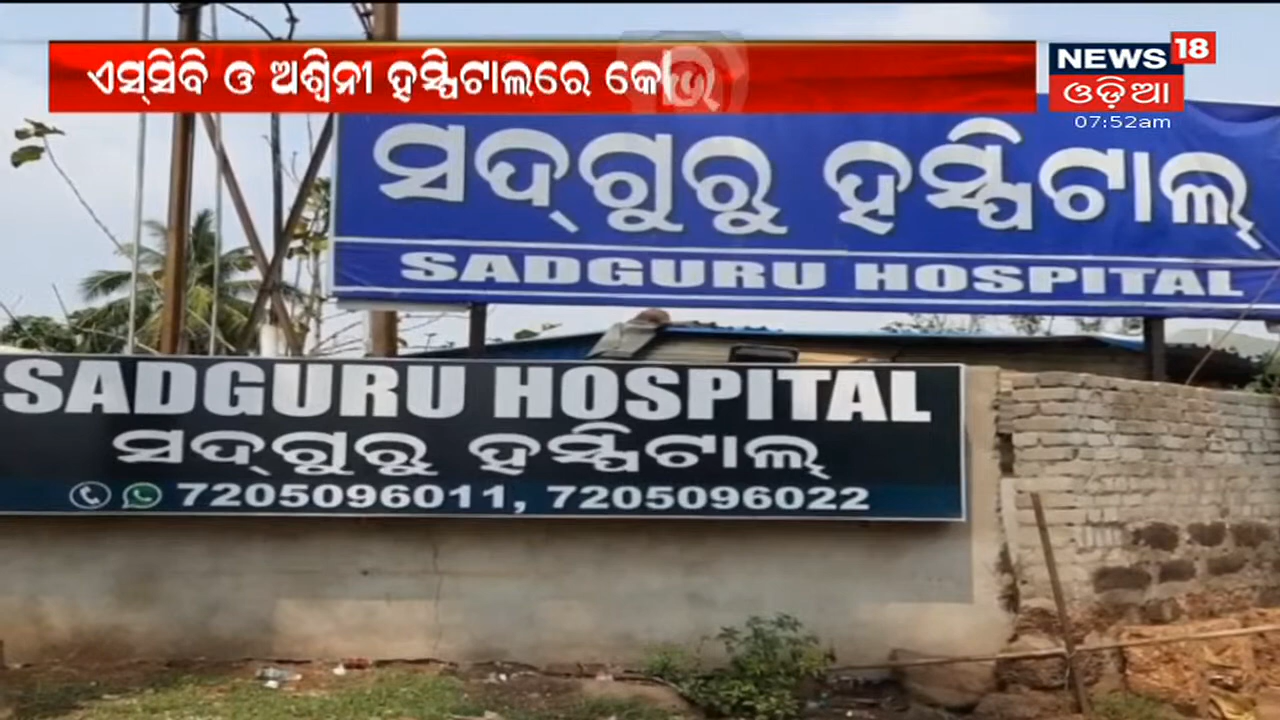 ଏସ୍‌ସିବି ଓ ଅଶ୍ୱିନୀ ହସ୍ପିଟାଲରେ
NEWS 18
ଓଡ଼ିଆ
07:52am
ସଦ୍‌ଗୁରୁ ହସ୍ପିଟାଲ୍
SADGURU HOSPITAL
SADGURU HOSPITAL
ସଦ୍‌ଗୁରୁ ହସ୍ପିଟାଲ୍
7205096011, 7205096022